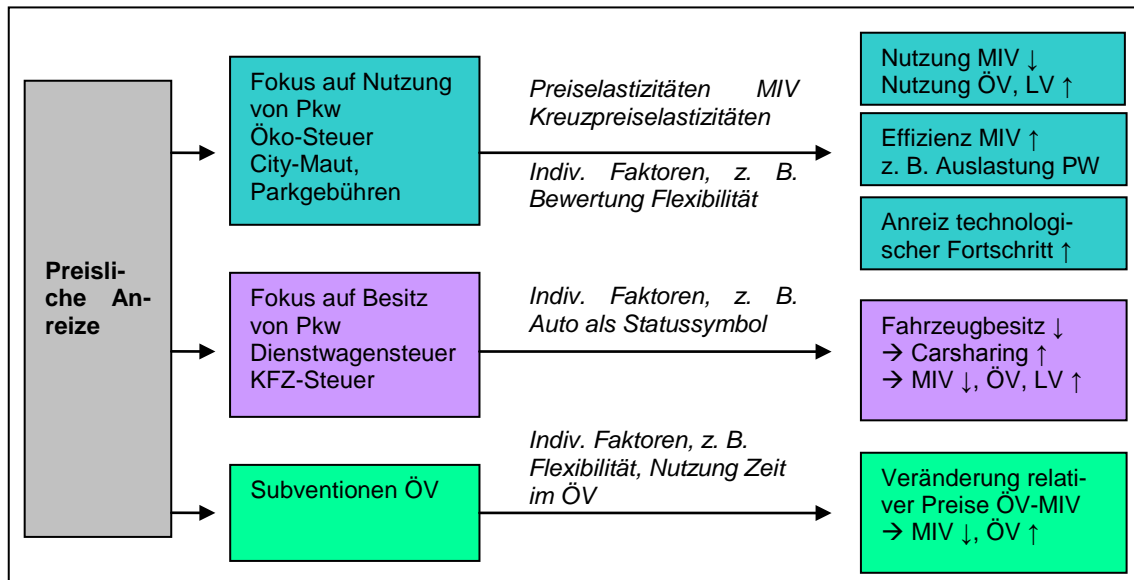 Preisli-
che An-
reize
Fokus auf Nutzung
von Pkw
Öko-Steuer
City-Maut,
Parkgebühren
Preiselastizitäten MIV
Kreuzpreiselastizitäten
Indiv. Faktoren, z. B.
Bewertung Flexibilität
Nutzung MIV ↓
Nutzung ÖV, LV ↑
Effizienz MIV ↑
z. B. Auslastung PW
Anreiz technologi-
scher Fortschritt ↑
Fokus auf Besitz
von Pkw
Dienstwagensteuer
KFZ-Steuer
Indiv. Faktoren, z. B.
Auto als Statussymbol
Fahrzeugbesitz ↓
→ Carsharing ↑
→ MIV ↓, ÖV, LV ↑
Subventionen ÖV
Indiv. Faktoren, z. B.
Flexibilität, Nutzung Zeit
im ÖV
Veränderung relati-
ver Preise ÖV-MIV
→ MIV ↓, ÖV ↑